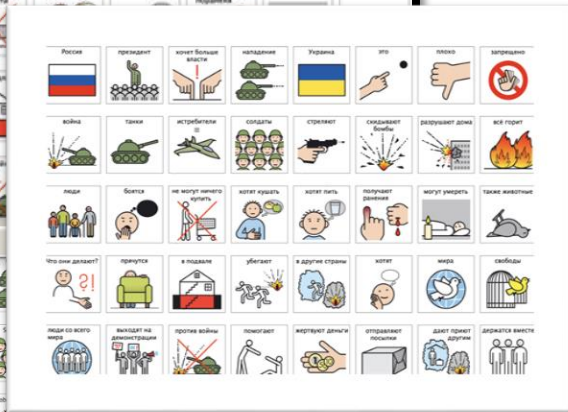 Россия
президент
хочет больше
власти
нападение
Украина
это
плохо
запрещено
война
танки
истребители
солдаты
стреляют
скидывают
бомбы
разрушают дома
всё горит
люди
боятся
не могут ничего
купить
хотят кушать
хотят пить
получают
ранения
могут умереть
также животные
Что они делают?
прячутся
в подвале
убегают
в другие страны
хотят
мира
свободы
люди со всего
мира
выходят на
демонстрации
против войны
помогают
жертвуют деньги
отправляют
посылки
дают приют
другим
держатся вместе